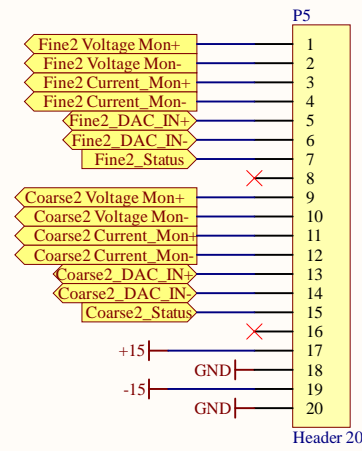 P5
Fine2 Voltage Mon+ 1
Fine2 Voltage Mon- 2
Fine2 Current_Mon+ 3
Fine2 Current_Mon- 4
Fine2_DAC_IN+ 5
Fine2_DAC_IN- 6
Fine2_Status 7
8
Coarse2 Voltage Mon+ 9
Coarse2 Voltage Mon- 10
Coarse2 Current_Mon+ 11
Coarse2 Current_Mon- 12
Coarse2_DAC_IN+ 13
Coarse2_DAC_IN- 14
Coarse2_Status 15
16
+15 17
GND 18
-15 19
GND 20
Header 20